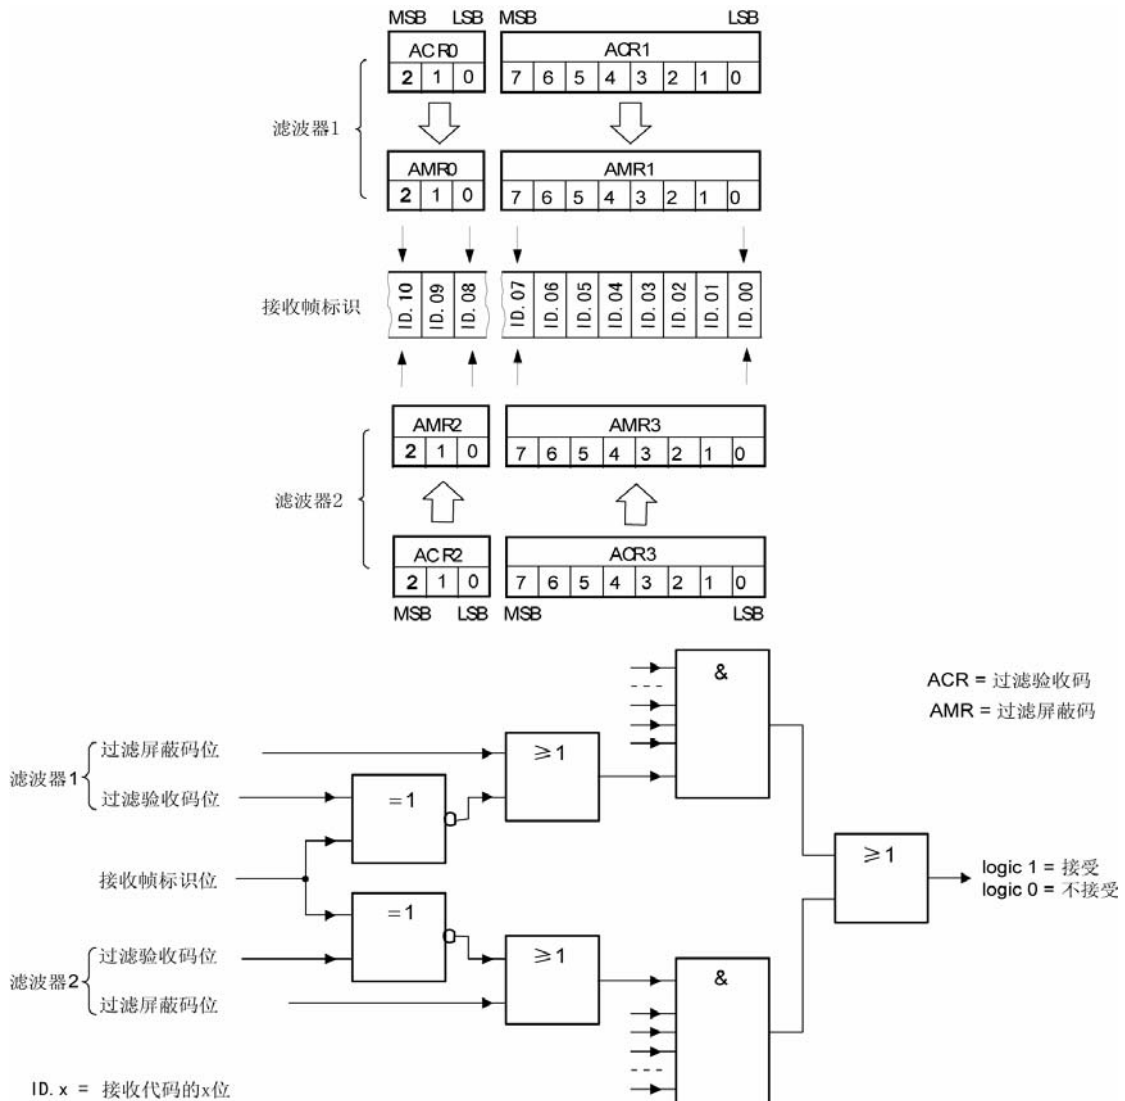 MSB LSB MSB LSB
ACR0 ACR1
2 1 0 7 6 5 4 3 2 1 0
滤波器1
AMR0 AMR1
2 1 0 7 6 5 4 3 2 1 0
接收帧标识 ID.10 ID.09 ID.08 ID.07 ID.06 ID.05 ID.04 ID.03 ID.02 ID.01 ID.00
AMR2 AMR3
2 1 0 7 6 5 4 3 2 1 0
滤波器2
ACR2 ACR3
2 1 0 7 6 5 4 3 2 1 0
MSB LSB MSB LSB
&
ACR = 过滤验收码
AMR = 过滤屏蔽码
过滤屏蔽码位
≥1
滤波器1
过滤验收码位
=1
≥1
接收帧标识位
logic 1 = 接受
logic 0 = 不接受
=1
过滤验收码位
≥1
滤波器2
&
过滤屏蔽码位
ID.x = 接收代码的x位